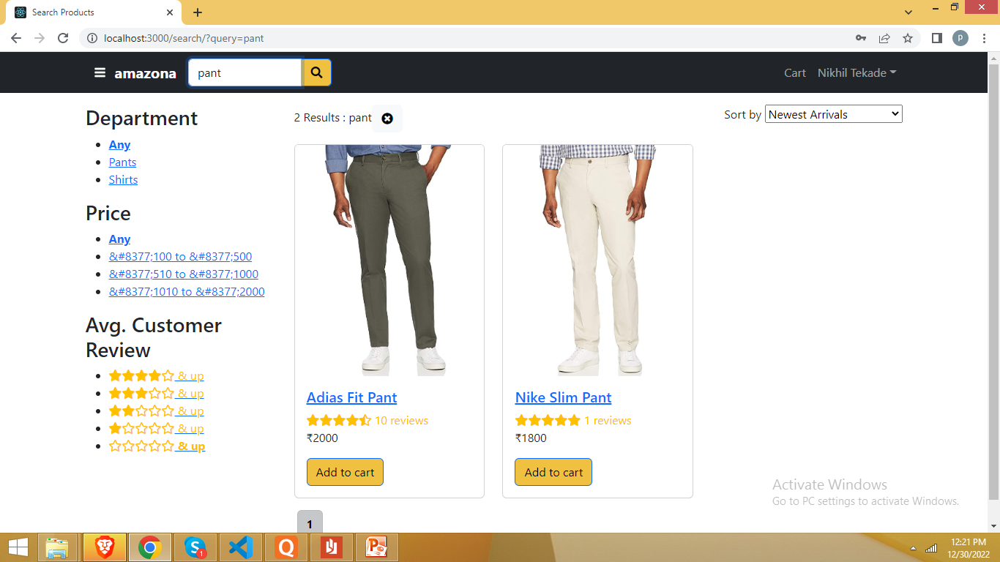 Search Products
localhost:3000/search/?query=pant
P
amazona
pant
Cart
Nikhil Tekade
Department
Any
Pants
Shirts
Price
Any
&#8377;100 to &#8377;500
&#8377;510 to &#8377;1000
&#8377;1010 to &#8377;2000
Avg. Customer
Review
& up
& up
& up
& up
& up
2 Results : pant
Sort by Newest Arrivals
Adias Fit Pant
10 reviews
₹2000
Add to cart
Nike Slim Pant
1 reviews
₹1800
Add to cart
1
Activate Windows
Go to PC settings to activate Windows.
S
1
Q
P
12:21 PM
12/30/2022